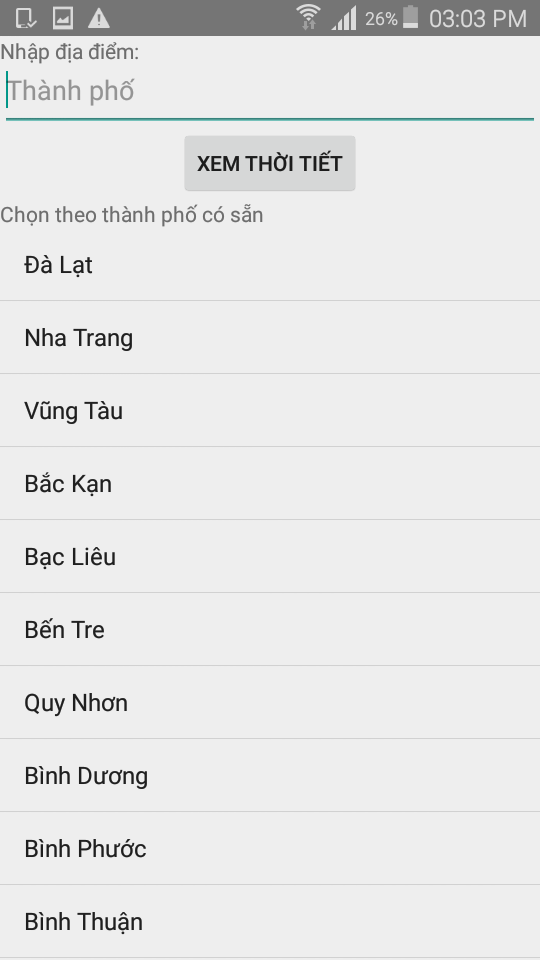 26% 03:03 PM
Nhập địa điểm:
Thành phố
XEM THỜI TIẾT
Chọn theo thành phố có sẵn
Đà Lạt
Nha Trang
Vũng Tàu
Bắc Kạn
Bạc Liêu
Bến Tre
Quy Nhơn
Bình Dương
Bình Phước
Bình Thuận